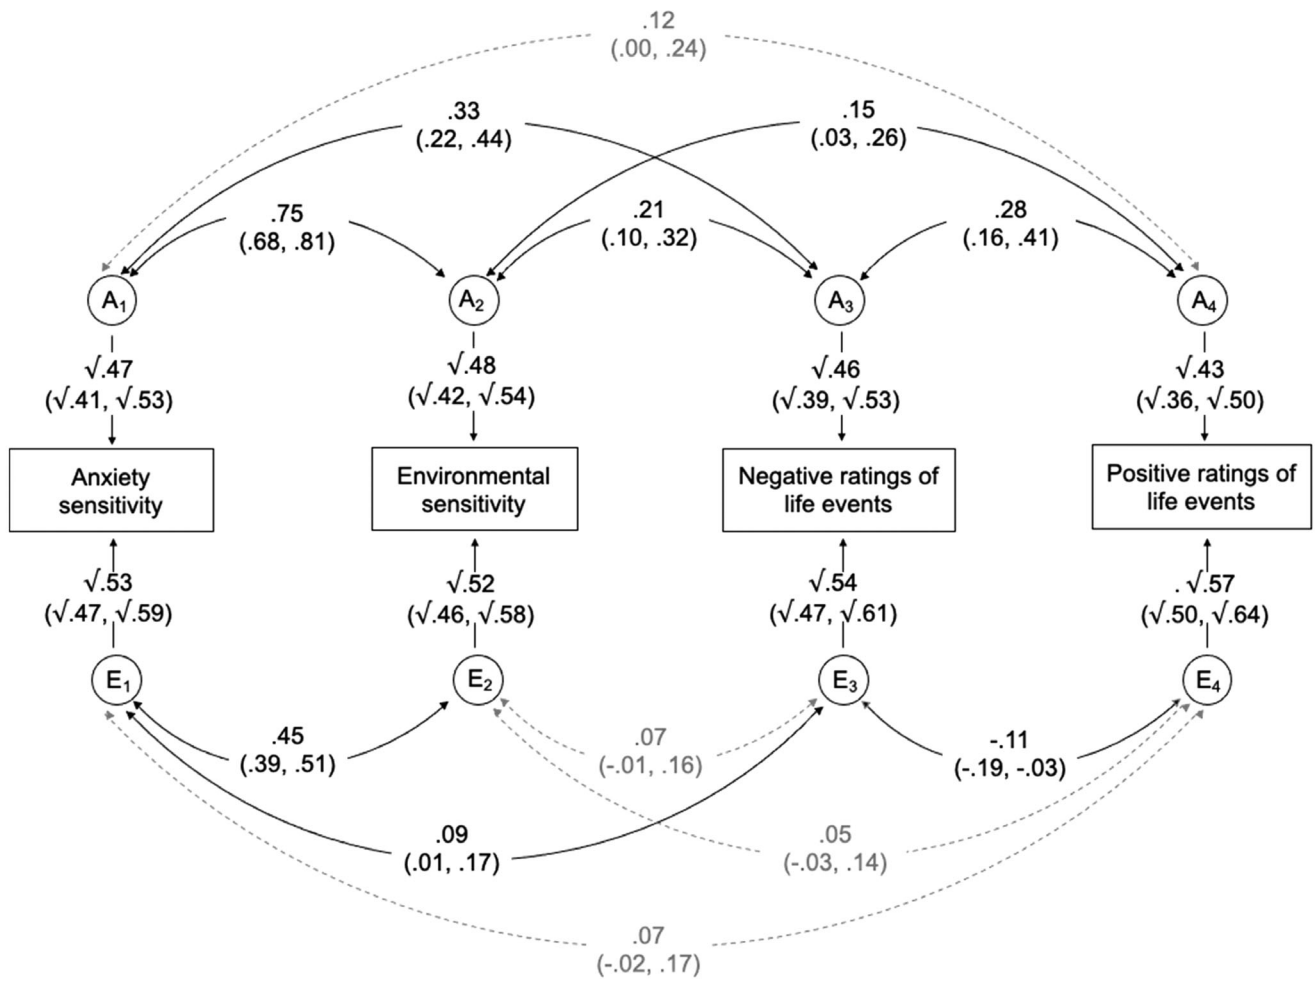 .12
(.00, .24)
.33
(.22, .44)
.15
(.03, .26)
.75
(.68, .81)
.21
(.10, .32)
.28
(.16, .41)
A₁
A₂
A₃
A₄
√.47
(√.41, √.53)
√.48
(√.42, √.54)
√.46
(√.39, √.53)
√.43
(√.36, √.50)
Anxiety
sensitivity
Environmental
sensitivity
Negative ratings of
life events
Positive ratings of
life events
√.53
(√.47, √.59)
√.52
(√.46, √.58)
√.54
(√.47, √.61)
. √.57
(√.50, √.64)
E₁
E₂
E₃
E₄
.45
(.39, .51)
.07
(-.01, .16)
-.11
(-.19, -.03)
.09
(.01, .17)
.05
(-.03, .14)
.07
(-.02, .17)